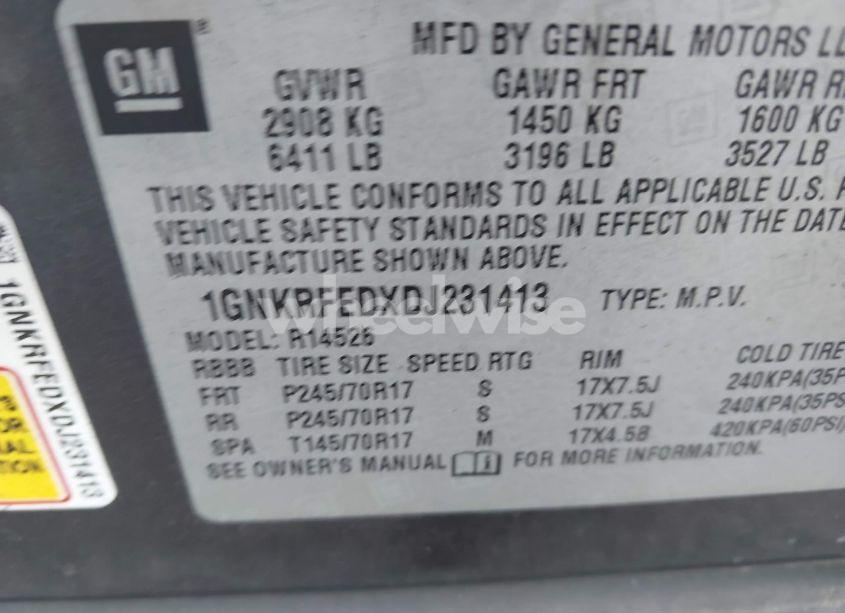 GM
MFD BY GENERAL MOTORS LL
GVWR GAWR FRT GAWR R
2908 KG 1450 KG 1600 KG
6411 LB 3196 LB 3527 LB
THIS VEHICLE CONFORMS TO ALL APPLICABLE U.S. F
VEHICLE SAFETY STANDARDS IN EFFECT ON THE DATE
MANUFACTURE SHOWN ABOVE.
1GNKRFEDXDJ231413 TYPE: M.P.V.
wheelwise
MODEL: R14526
RBBB TIRE SIZE SPEED RTG RIM COLD TIRE
FRT P245/70R17 S 17X7.5J 240KPA(35P
RR P245/70R17 S 17X7.5J 240KPA(35PS
SPA T145/70R17 M 17X4.5B 420KPA(60PSI)
SEE OWNER'S MANUAL FOR MORE INFORMATION.
1GNKRFEDXDJ231413